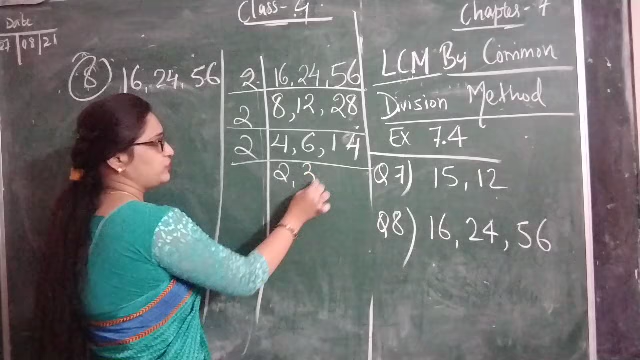 Class-4
Chapter-7
Date
27 | 08 | 21
(8) 16, 24, 56
2 | 16, 24, 56
2 | 8, 12, 28
2 | 4, 6, 14
2, 3
LCM By Common
Division Method
Ex 7.4
Q7) 15, 12
Q8) 16, 24, 56